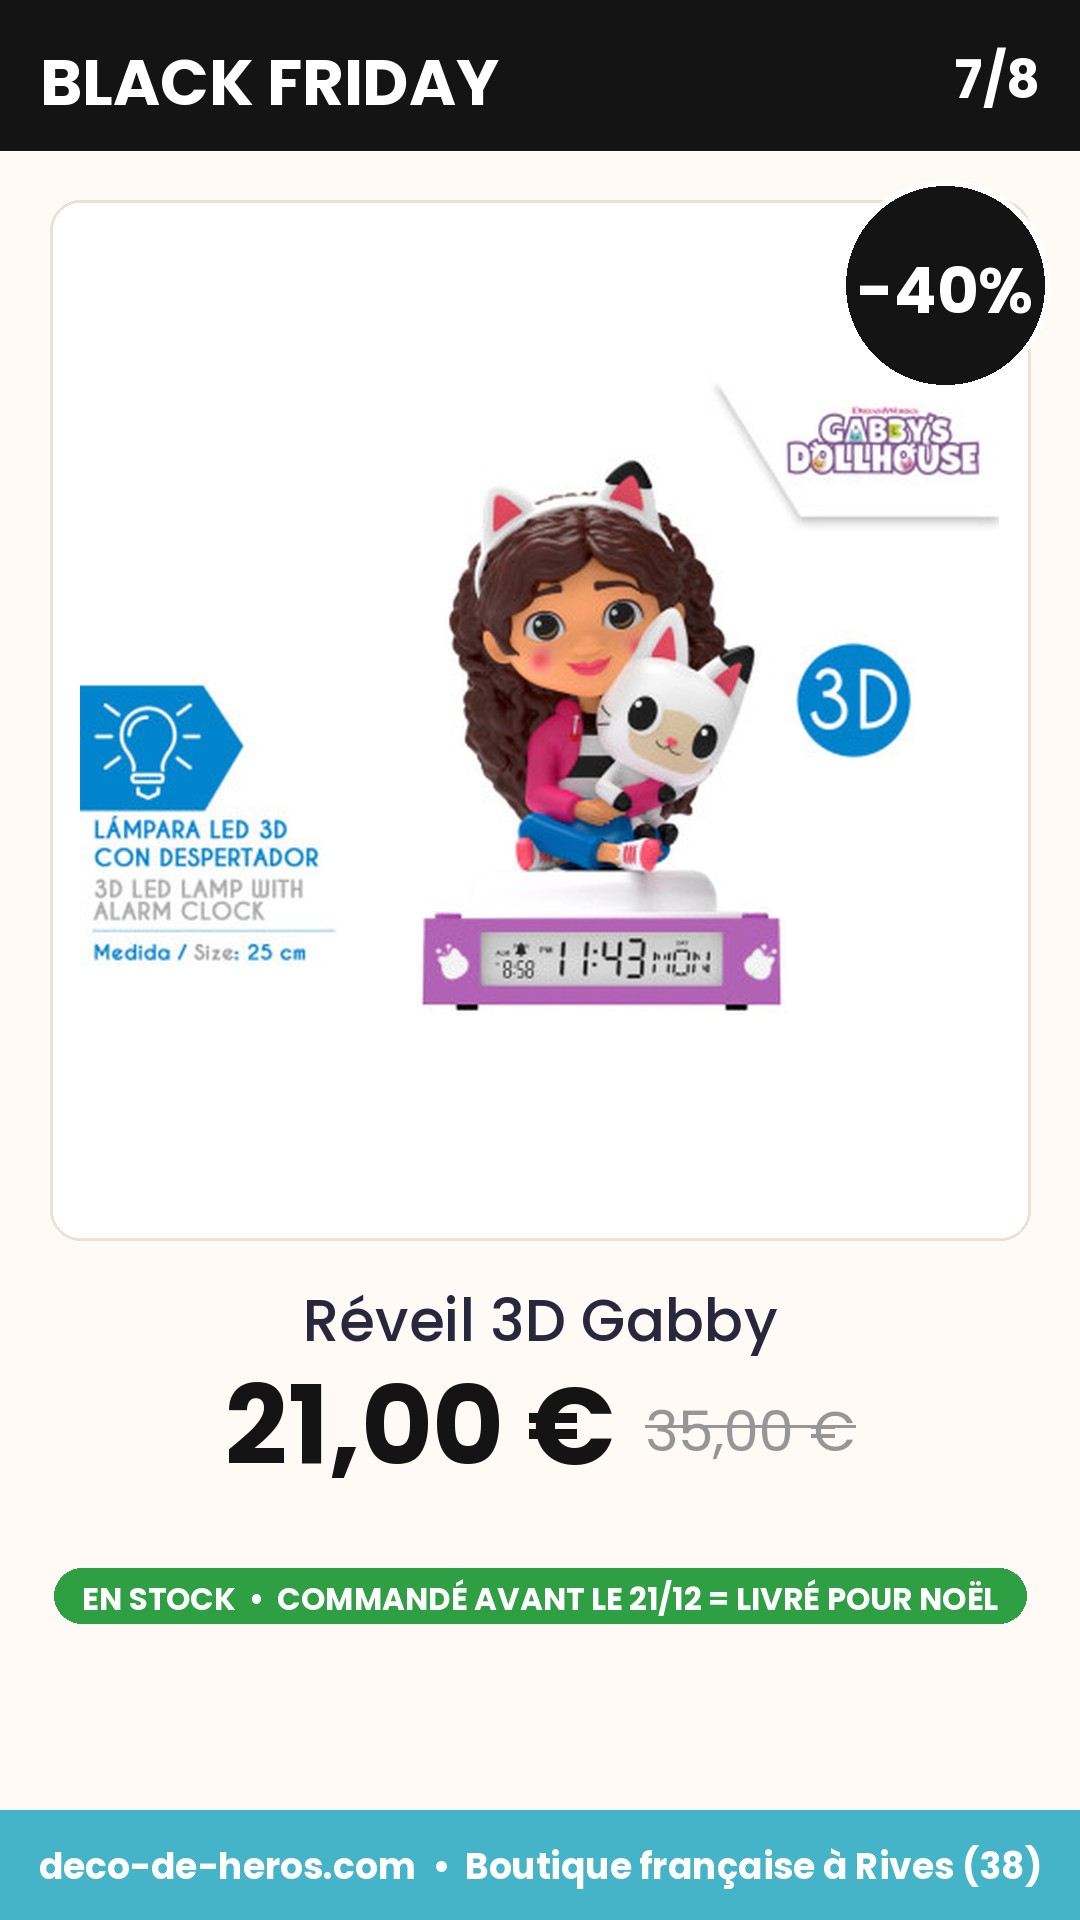 BLACK FRIDAY
7/8
-40%
DreamWorks
GABBY'S
DOLLHOUSE
3D
LÁMPARA LED 3D
CON DESPERTADOR
3D LED LAMP WITH
ALARM CLOCK
Medida / Size: 25 cm
8:58
PM
11:43
MON
Réveil 3D Gabby
21,00 € 35,00 €
EN STOCK • COMMANDÉ AVANT LE 21/12 = LIVRÉ POUR NOËL
deco-de-heros.com • Boutique française à Rives (38)